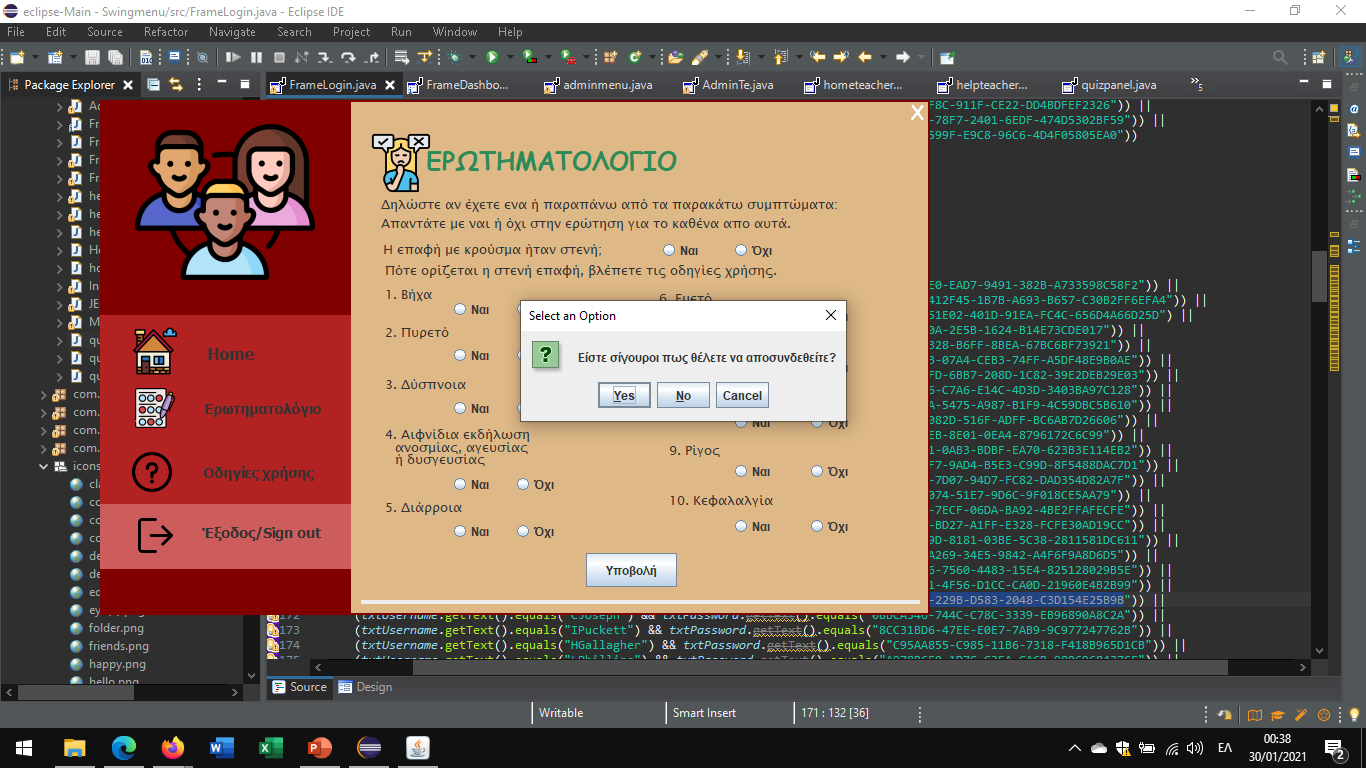 eclipse-Main - Swingmenu/src/FrameLogin.java - Eclipse IDE
File Edit Source Refactor Navigate Search Project Run Window Help
Package Explorer
FrameLogin.java FrameDashbo... adminmenu.java AdminTe.java hometeacher... helpteacher... quizpanel.java »5
F8C-911F-CE22-DD4BDFEF2326")) ||
-78F7-2401-6EDF-474D5302BF59")) ||
599F-E9C8-96C6-4D4F05805EA0"))
X
ΕΡΩΤΗΜΑΤΟΛΟΓΙΟ
Δηλώστε αν έχετε ενα ή παραπάνω από τα παρακάτω συμπτώματα:
Απαντάτε με ναι ή όχι στην ερώτηση για το καθένα απο αυτά.
Η επαφή με κρούσμα ήταν στενή; Ναι Όχι
Πότε ορίζεται η στενή επαφή, βλέπετε τις οδηγίες χρήσης.
1. Βήχα
Ναι
2. Πυρετό
Ναι
3. Δύσπνοια
Ναι
4. Αιφνίδια εκδήλωση
ανοσμίας, αγευσίας
ή δυσγευσίας
Ναι Όχι
5. Διάρροια
Ναι Όχι
6. Εμετό
Ναι Όχι
9. Ρίγος
Ναι Όχι
10. Κεφαλαλγία
Ναι Όχι
Υποβολή
Select an Option
Είστε σίγουροι πως θέλετε να αποσυνδεθείτε?
Yes No Cancel
Home
Ερωτηματολόγιο
Οδηγίες χρήσης
Έξοδος/Sign out
E0-EAD7-9491-382B-A733598C58F2")) ||
412F45-1B7B-A693-B657-C30B2FF6EFA4")) ||
51E02-401D-91EA-FC4C-656D4A66D25D") ||
0A-2E5B-1624-B14E73CDE017")) ||
328-B6FF-8BEA-67BC6BF73921")) ||
3-07A4-CEB3-74FF-A5DF48E9B0AE")) ||
FD-6BB7-208D-1C82-39E2DEB29E03")) ||
6-C7A6-E14C-4D3D-3403BA97C128")) ||
A-5475-A987-B1F9-4C59DBC5B610")) ||
082D-516F-ADFF-BC6AB7D26606")) ||
EB-8E01-0EA4-8796172C6C99")) ||
1-0AB3-BDBF-EA70-623B3E114EB2")) ||
F7-9AD4-B5E3-C99D-8F5488DAC7D1")) ||
-7D07-94D7-FC82-DAD354D82A7F")) ||
074-51E7-9D6C-9F018CE5AA79")) ||
-7ECF-06DA-BA92-4BE2FFAFECFE")) ||
-BD27-A1FF-E328-FCFE30AD19CC")) ||
9D-8181-03BE-5C38-2811581DC611")) ||
A269-34E5-9842-A4F6F9A8D6D5")) ||
6-7560-4483-15E4-825128029B5E")) ||
1-4F56-D1CC-CA0D-21960E4B2B99")) ||
-229B-D583-2048-C3D154E25B9B")) ||
173 (txtUsername.getText().equals("IPuckett") && txtPassword.getText().equals("8CC31BD6-47EE-E0E7-7AB9-9C977247762B")) ||
174 (txtUsername.getText().equals("HGallagher") && txtPassword.getText().equals("C95AA855-C985-11B6-7318-F418B965D1CB")) ||
com.
com.
com.
com.
icons
folder.png
friends.png
happy.png
hello.png
Source Design
Writable Smart Insert 171 : 132 [36]
ΕΛ
00:38
30/01/2021
2